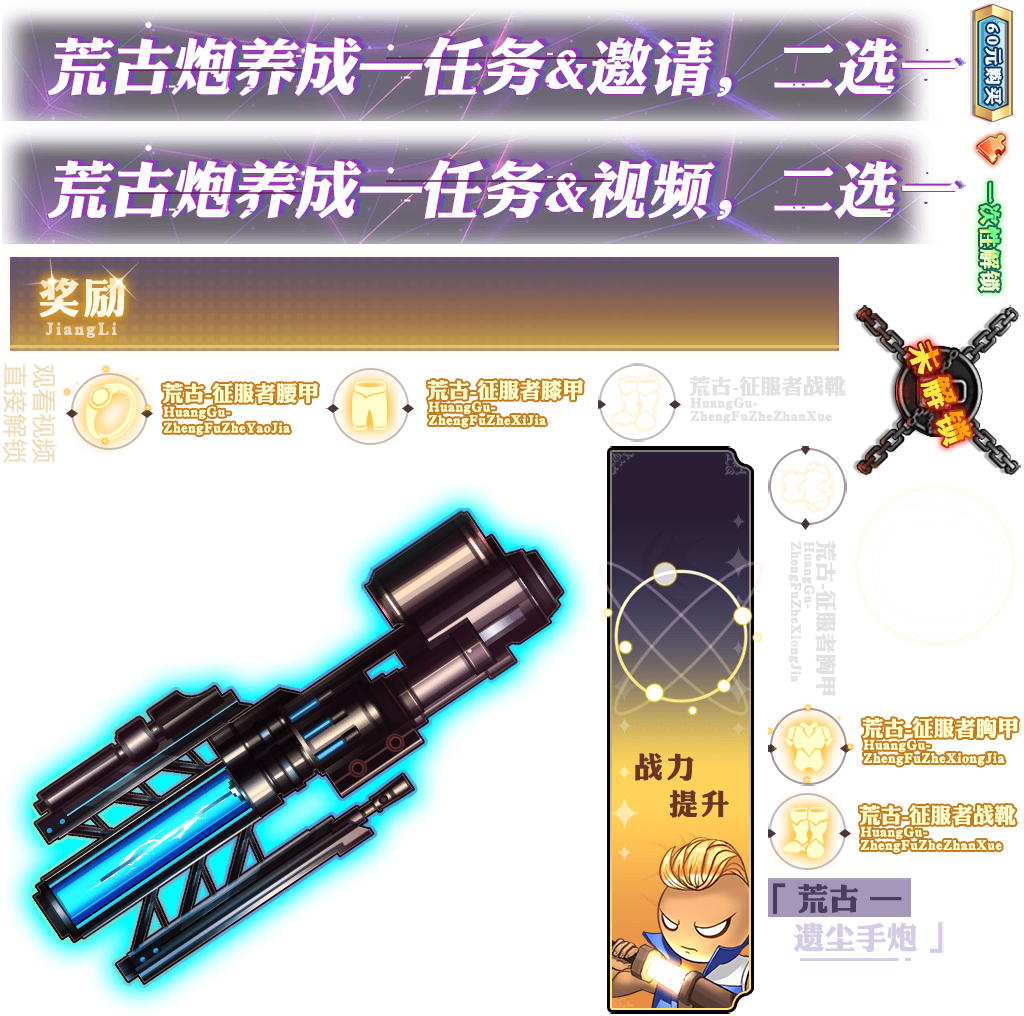 荒古炮养成一任务&邀请，二选一
60元购买
荒古炮养成一任务&视频，二选一
一次性解锁
奖励
JiangLi
未解锁
观看视频
直接解锁
荒古-征服者腰甲
HuangGu-
ZhengFuZheYaoJia
荒古-征服者膝甲
HuangGu-
ZhengFuZheXiJia
荒古-征服者战靴
HuangGu-
ZhengFuZheZhanXue
荒古-征服者胸甲
HuangGu-
ZhengFuZheXiongJia
荒古-征服者胸甲
HuangGu-
ZhengFuZheXiongJia
战力
提升
荒古-征服者战靴
HuangGu-
ZhengFuZheZhanXue
「荒古 一
遗尘手炮 」